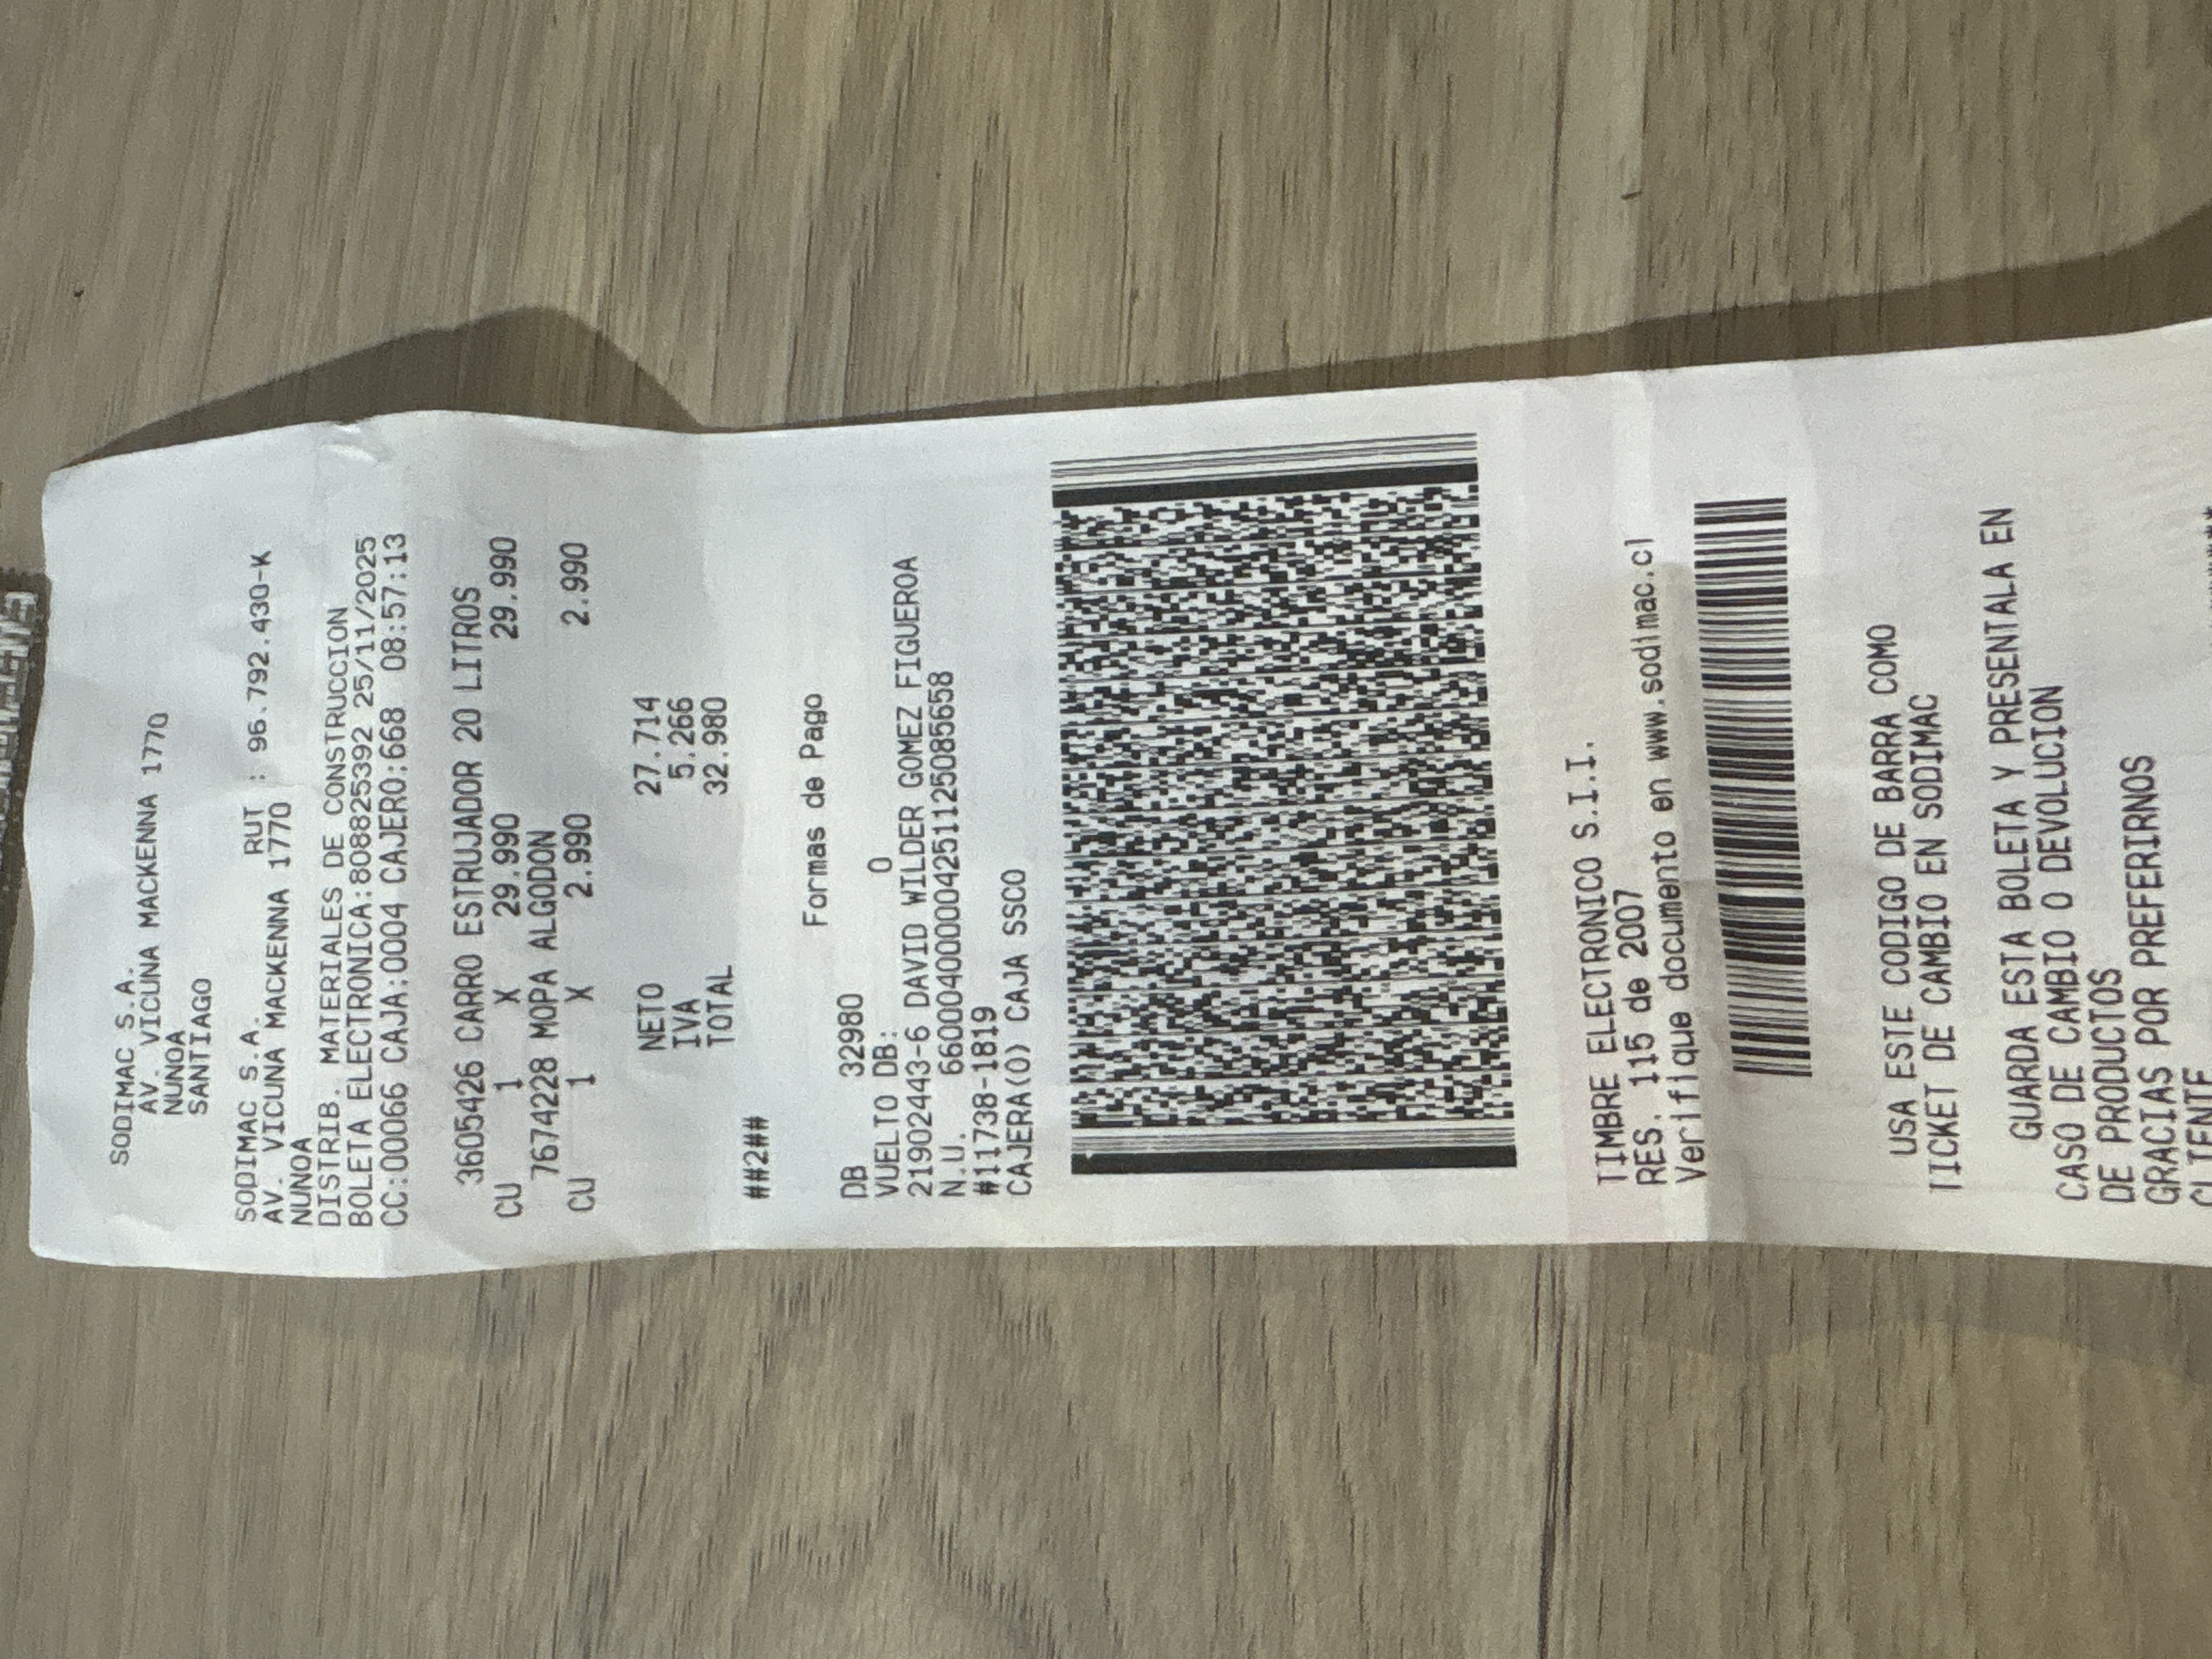 SODIMAC S.A.
AV. VICUNA MACKENNA 1770
NUNOA
SANTIAGO
SODIMAC S.A.
RUT : 96.792.430-K
AV. VICUNA MACKENNA 1770
NUNOA
DISTRIB. MATERIALES DE CONSTRUCCION
BOLETA ELECTRONICA:808825392 25/11/2025
CC:00066 CAJA:0004 CAJERO:668 08:57:13
3605426 CARRO ESTRUJADOR 20 LITROS
CU 1 X 29.990 29.990
7674228 MOPA ALGODON
CU 1 X 2.990 2.990
NETO 27.714
IVA 5.266
TOTAL 32.980
##2##
Formas de Pago
DB 32980
VUELTO DB: 0
21902443-6 DAVID WILDER GOMEZ FIGUEROA
N.U. 660004000004251125085658
#11738-1819
CAJERA(O) CAJA SSCO
TIMBRE ELECTRONICO S.I.I.
RES. 115 de 2007
Verifique documento en www.sodimac.cl
USA ESTE CODIGO DE BARRA COMO
TICKET DE CAMBIO EN SODIMAC
GUARDA ESTA BOLETA Y PRESENTALA EN
CASO DE CAMBIO O DEVOLUCION
DE PRODUCTOS
GRACIAS POR PREFERIRNOS
CLIENTE